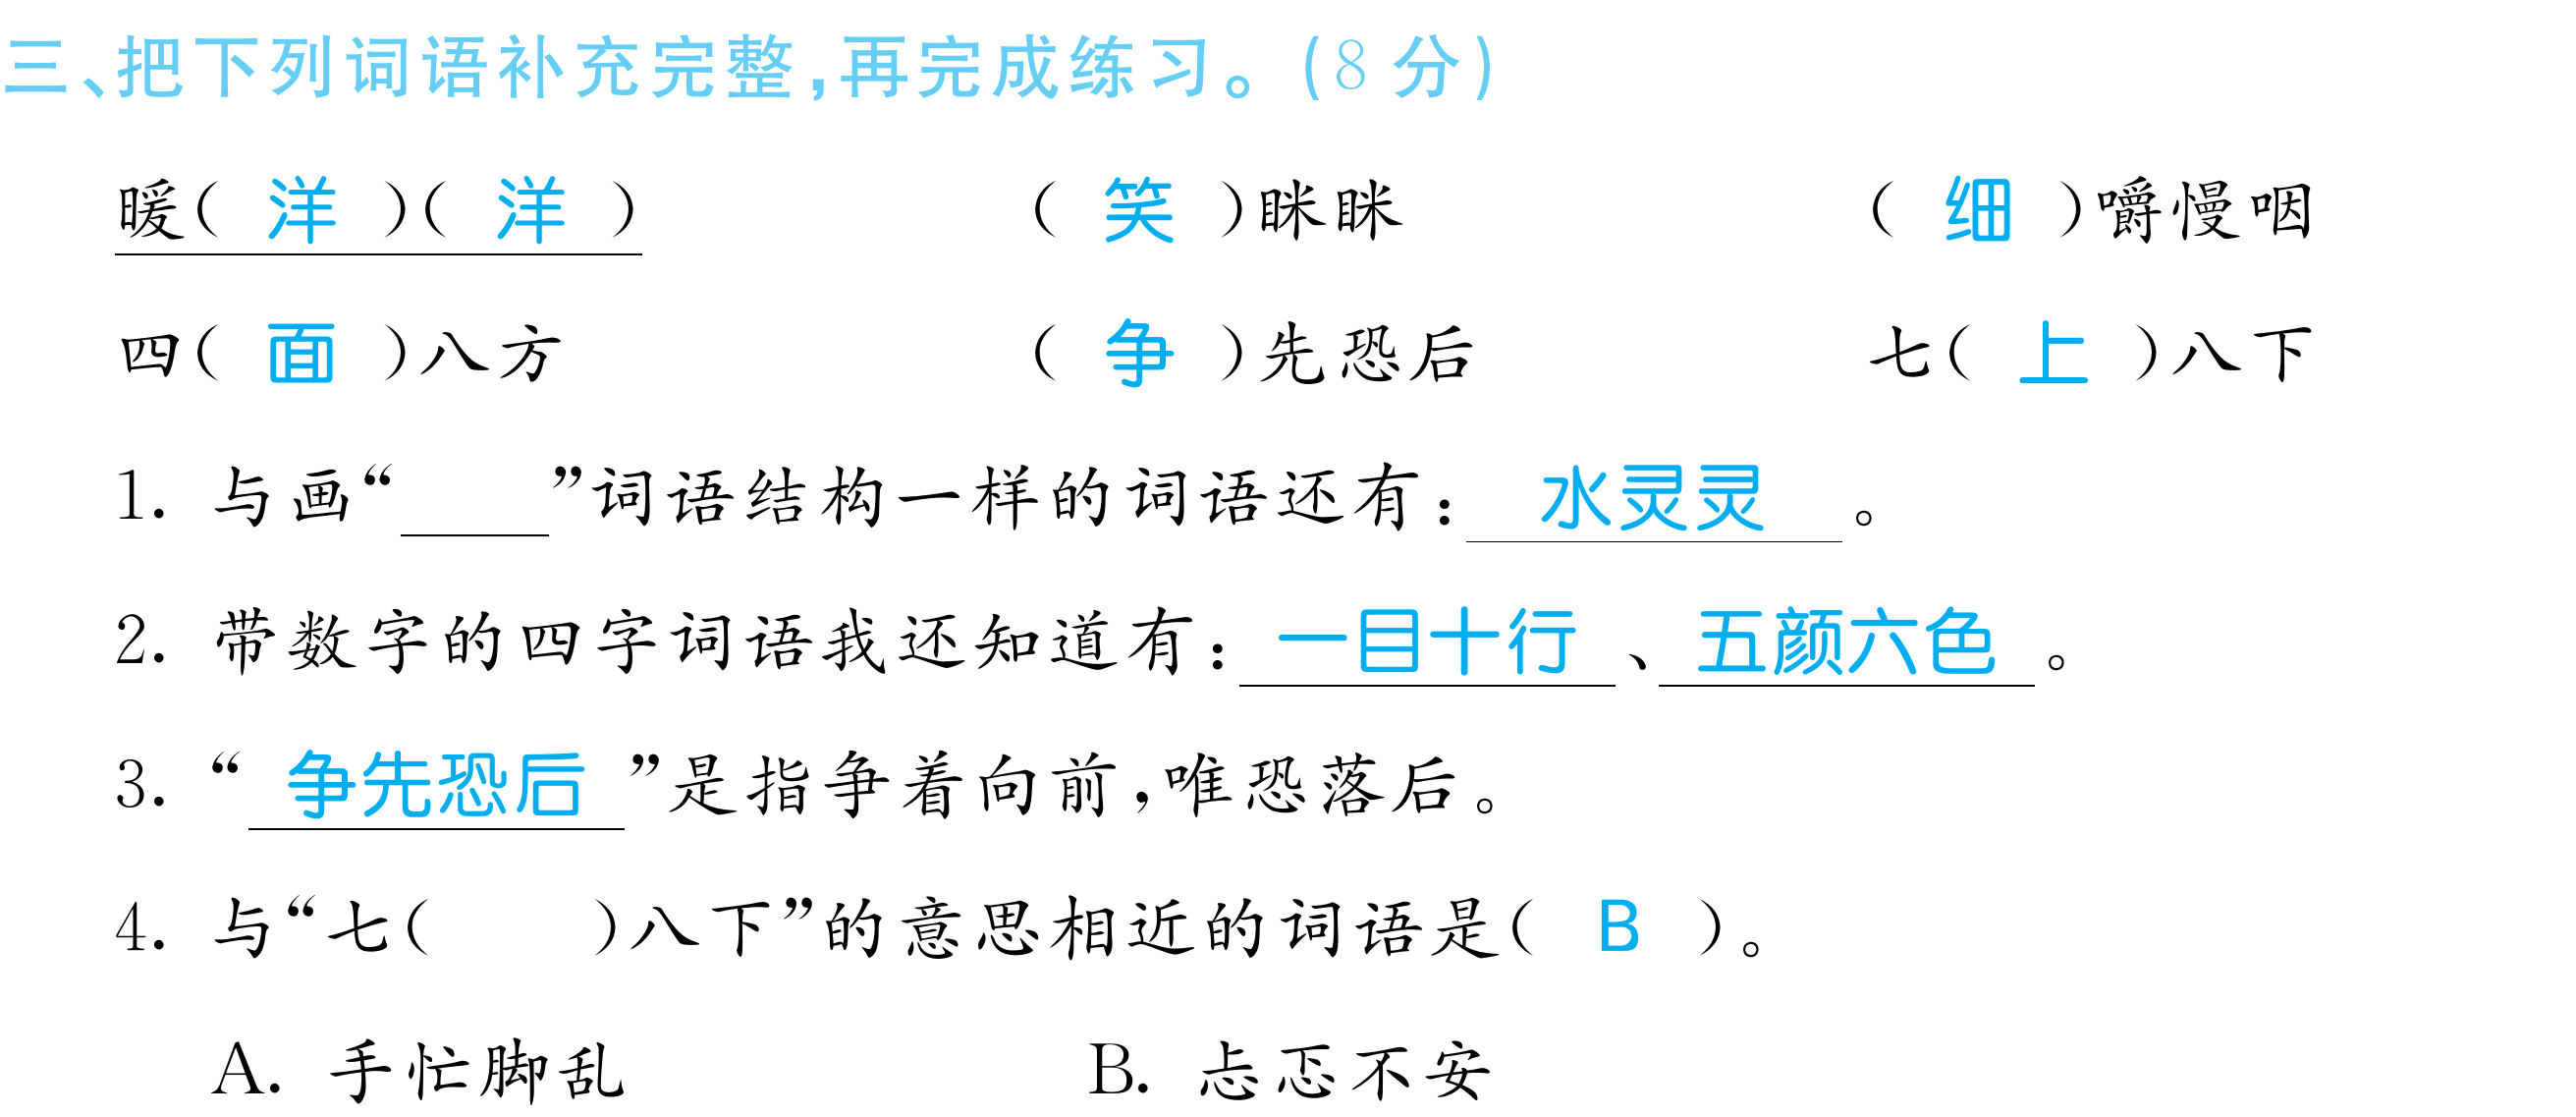 三、把下列词语补充完整,再完成练习。(8 分)
暖( 洋 )( 洋 ) ( 笑 )眯眯 ( 细 )嚼慢咽
四( 面 )八方 ( 争 )先恐后 七( 上 )八下
1. 与画“____”词语结构一样的词语还有: 水灵灵 。
2. 带数字的四字词语我还知道有: 一目十行 、 五颜六色 。
3. “ 争先恐后 ”是指争着向前,唯恐落后。
4. 与“七( )八下”的意思相近的词语是( B )。
A. 手忙脚乱 B. 忐忑不安